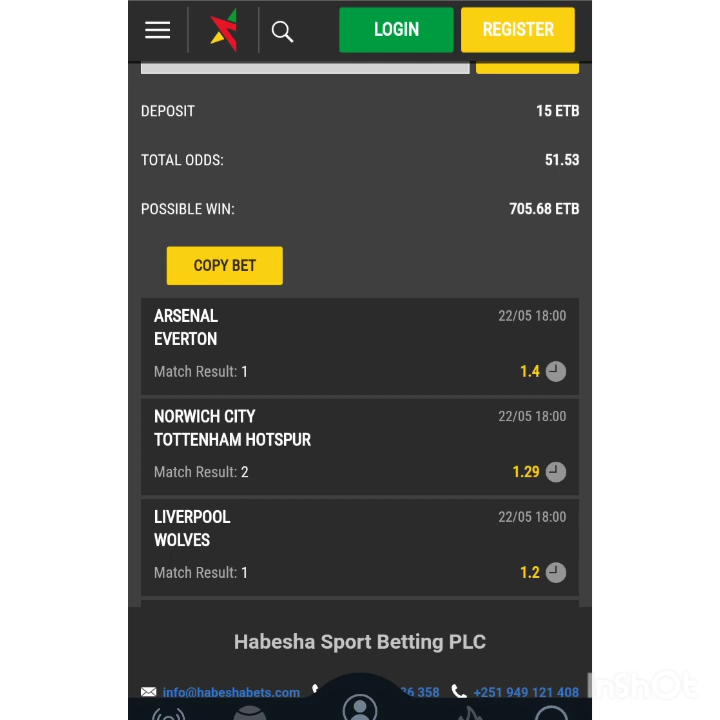 LOGIN
REGISTER
DEPOSIT 15 ETB
TOTAL ODDS: 51.53
POSSIBLE WIN: 705.68 ETB
COPY BET
ARSENAL 22/05 18:00
EVERTON
Match Result: 1 1.4
NORWICH CITY 22/05 18:00
TOTTENHAM HOTSPUR
Match Result: 2 1.29
LIVERPOOL 22/05 18:00
WOLVES
Match Result: 1 1.2
Habesha Sport Betting PLC
info@habeshabets.com 36 358 +251 949 121 408
InShOt